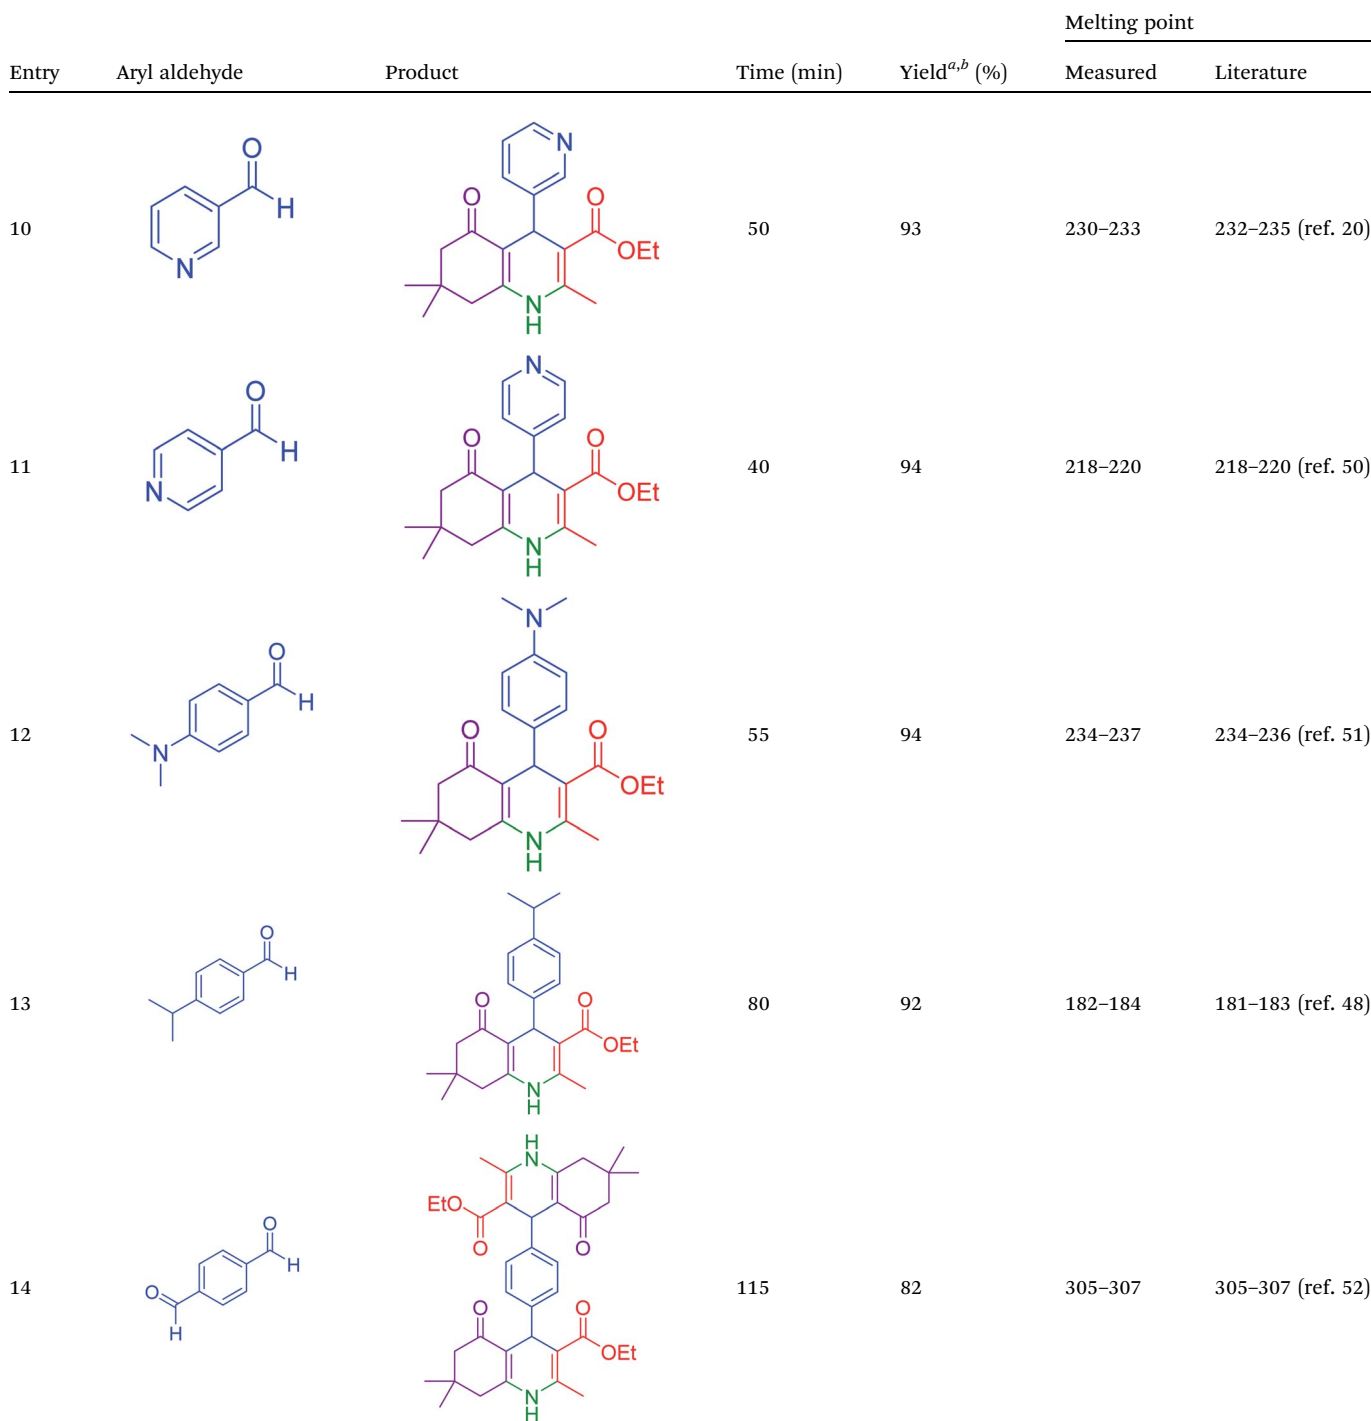 Melting point
Entry Aryl aldehyde Product Time (min) Yield^a,b (%) Measured Literature
O
H
N
N
O
O
OEt
N
H
10 50 93 230–233 232–235 (ref. 20)
O
H
N
N
O
O
OEt
N
H
11 40 94 218–220 218–220 (ref. 50)
O
H
N
N
O
O
OEt
N
H
12 55 94 234–237 234–236 (ref. 51)
O
H
O
O
OEt
N
H
13 80 92 182–184 181–183 (ref. 48)
O
H
O
H
H
N
EtO
O
O
O
O
OEt
N
H
14 115 82 305–307 305–307 (ref. 52)